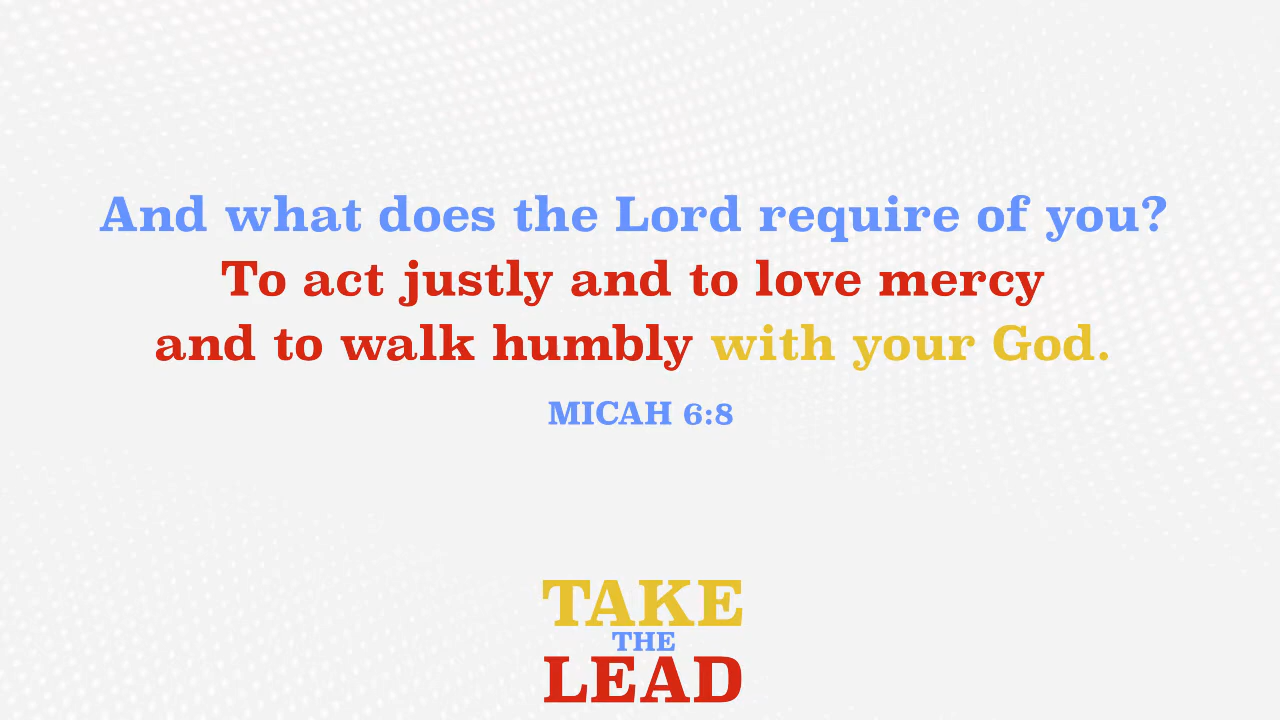 And what does the Lord require of you?
To act justly and to love mercy
and to walk humbly with your God.
MICAH 6:8
TAKE
THE
LEAD